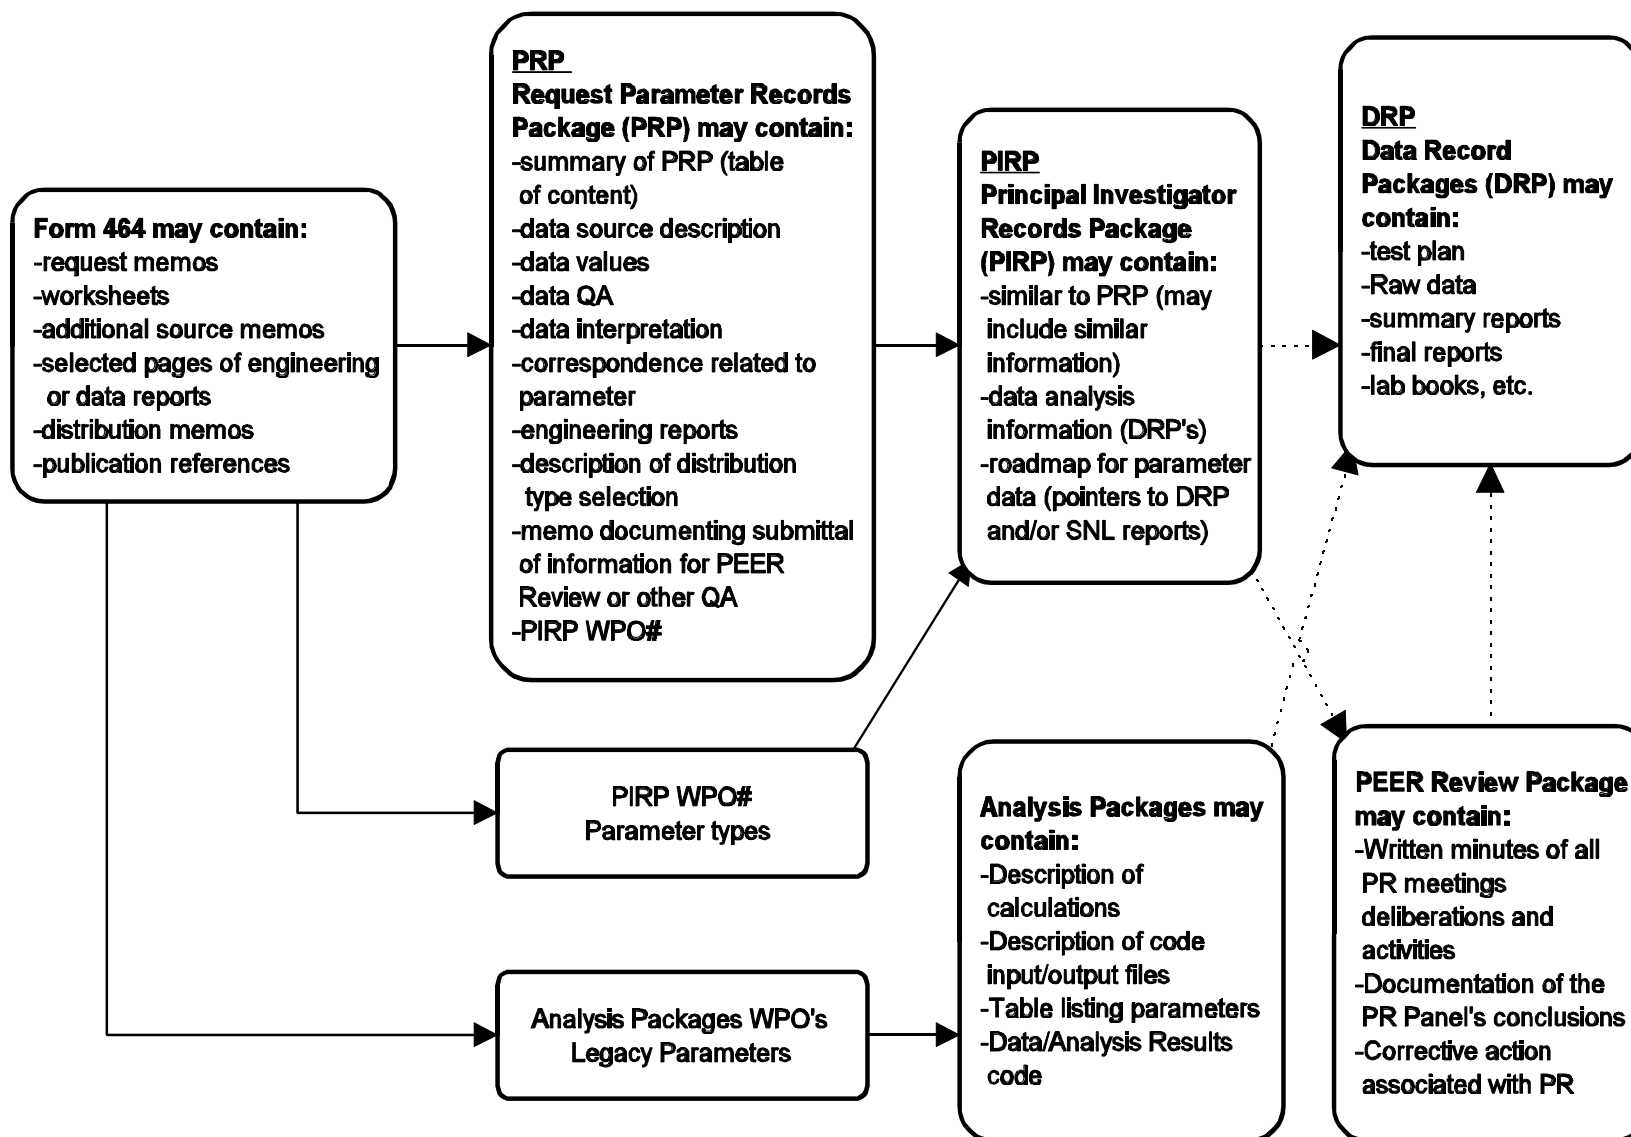 Form 464 may contain:
-request memos
-worksheets
-additional source memos
-selected pages of engineering
or data reports
-distribution memos
-publication references
PRP
Request Parameter Records
Package (PRP) may contain:
-summary of PRP (table
of content)
-data source description
-data values
-data QA
-data interpretation
-correspondence related to
parameter
-engineering reports
-description of distribution
type selection
-memo documenting submittal
of information for PEER
Review or other QA
-PIRP WPO#
PIRP WPO#
Parameter types
Analysis Packages WPO's
Legacy Parameters
PIRP
Principal Investigator
Records Package
(PIRP) may contain:
-similar to PRP (may
include similar
information)
-data analysis
information (DRP's)
-roadmap for parameter
data (pointers to DRP
and/or SNL reports)
Analysis Packages may
contain:
-Description of
calculations
-Description of code
input/output files
-Table listing parameters
-Data/Analysis Results
code
DRP
Data Record
Packages (DRP) may
contain:
-test plan
-Raw data
-summary reports
-final reports
-lab books, etc.
PEER Review Package
may contain:
-Written minutes of all
PR meetings
deliberations and
activities
-Documentation of the
PR Panel's conclusions
-Corrective action
associated with PR